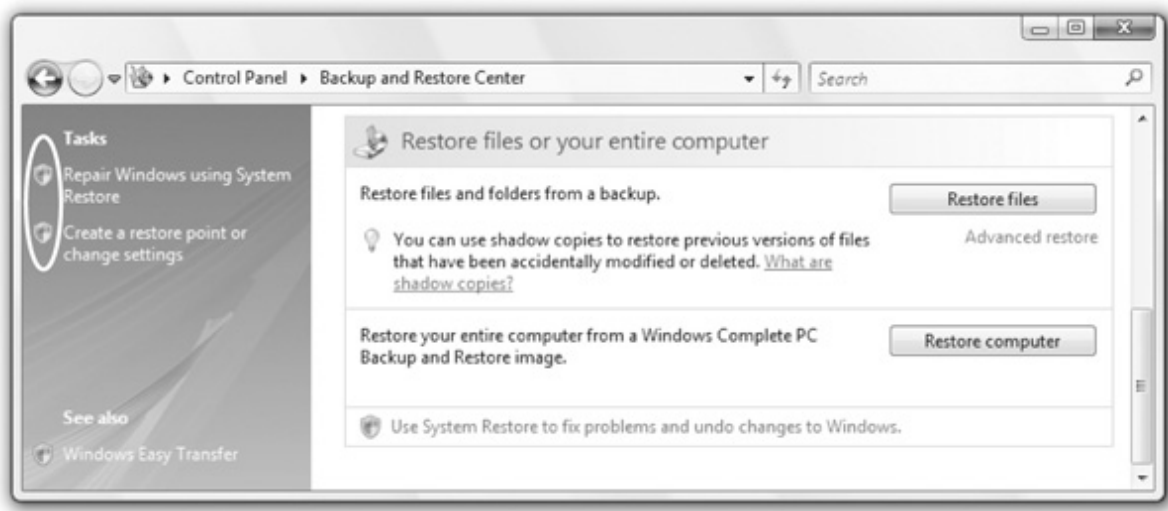 Control Panel
Backup and Restore Center
Search
Tasks
Repair Windows using System
Restore
Create a restore point or
change settings
See also
Windows Easy Transfer
Restore files or your entire computer
Restore files and folders from a backup.
Restore files
You can use shadow copies to restore previous versions of files
that have been accidentally modified or deleted. What are
shadow copies?
Advanced restore
Restore your entire computer from a Windows Complete PC
Backup and Restore image.
Restore computer
Use System Restore to fix problems and undo changes to Windows.